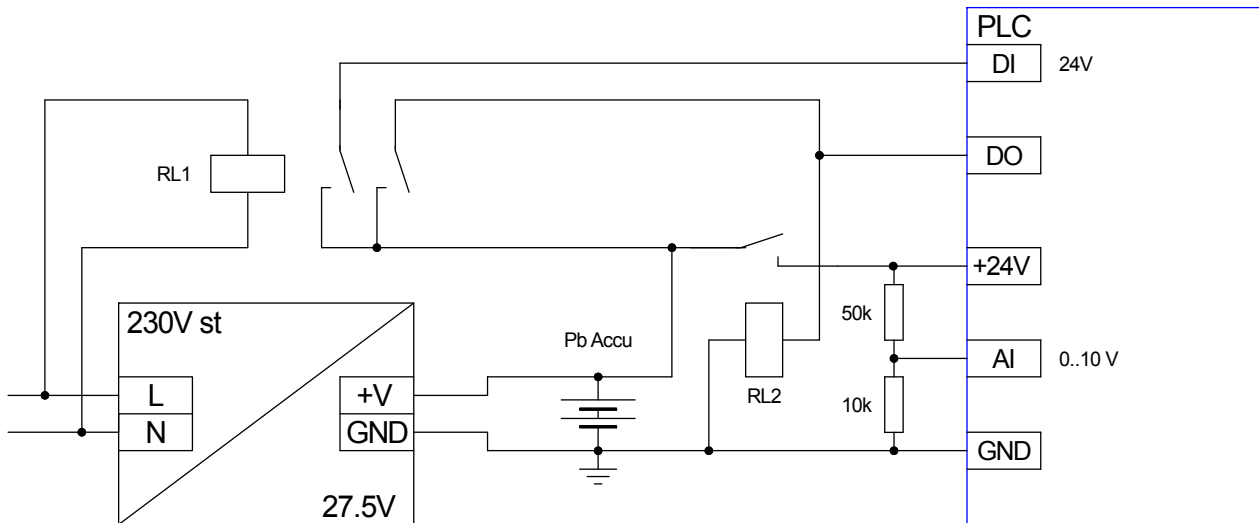 PLC
DI 24V
RL1
DO
+24V
230V st
50k
Pb Accu
AI 0..10 V
L
+V
RL2
10k
N
GND
GND
27.5V